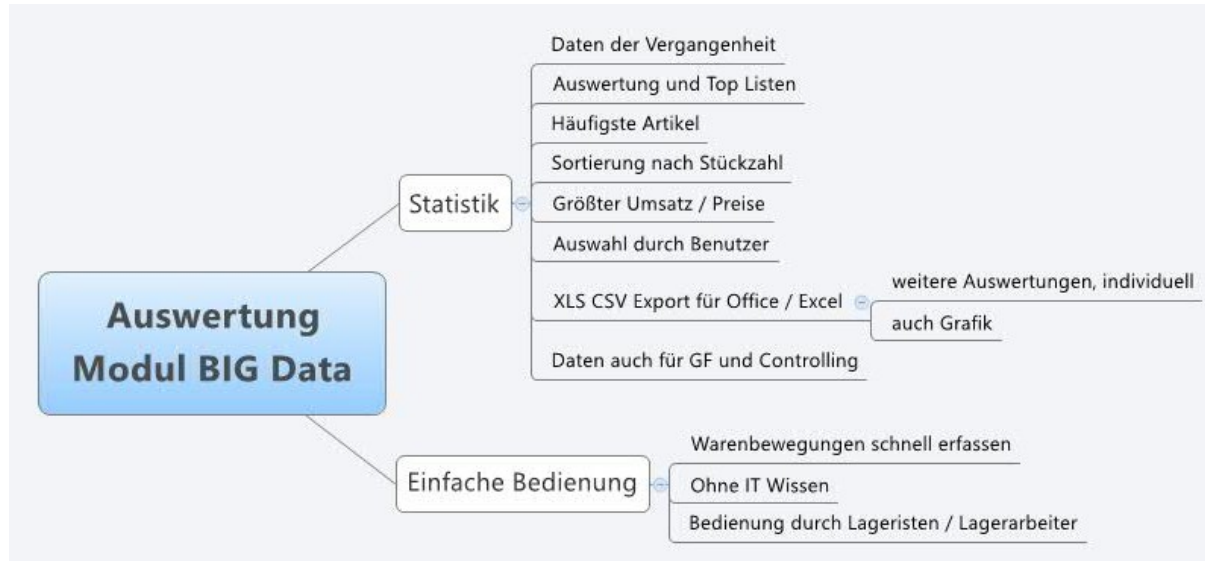 Auswertung
Modul BIG Data
Statistik
Daten der Vergangenheit
Auswertung und Top Listen
Häufigste Artikel
Sortierung nach Stückzahl
Größter Umsatz / Preise
Auswahl durch Benutzer
XLS CSV Export für Office / Excel
weitere Auswertungen, individuell
auch Grafik
Daten auch für GF und Controlling
Einfache Bedienung
Warenbewegungen schnell erfassen
Ohne IT Wissen
Bedienung durch Lageristen / Lagerarbeiter